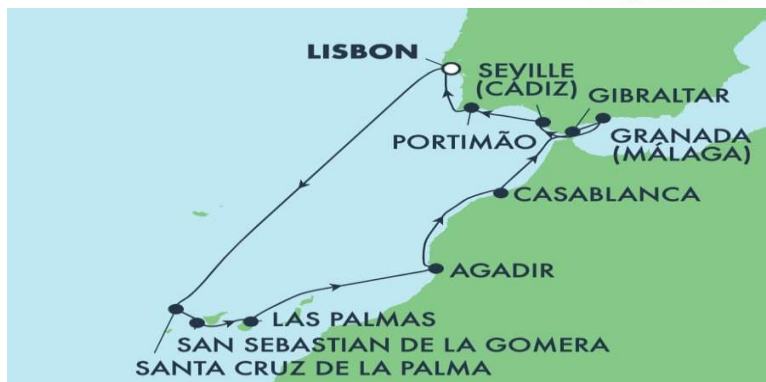 LISBON
SEVILLE
(CÁDIZ)
GIBRALTAR
PORTIMÃO
GRANADA
(MÁLAGA)
CASABLANCA
AGADIR
LAS PALMAS
SAN SEBASTIAN DE LA GOMERA
SANTA CRUZ DE LA PALMA